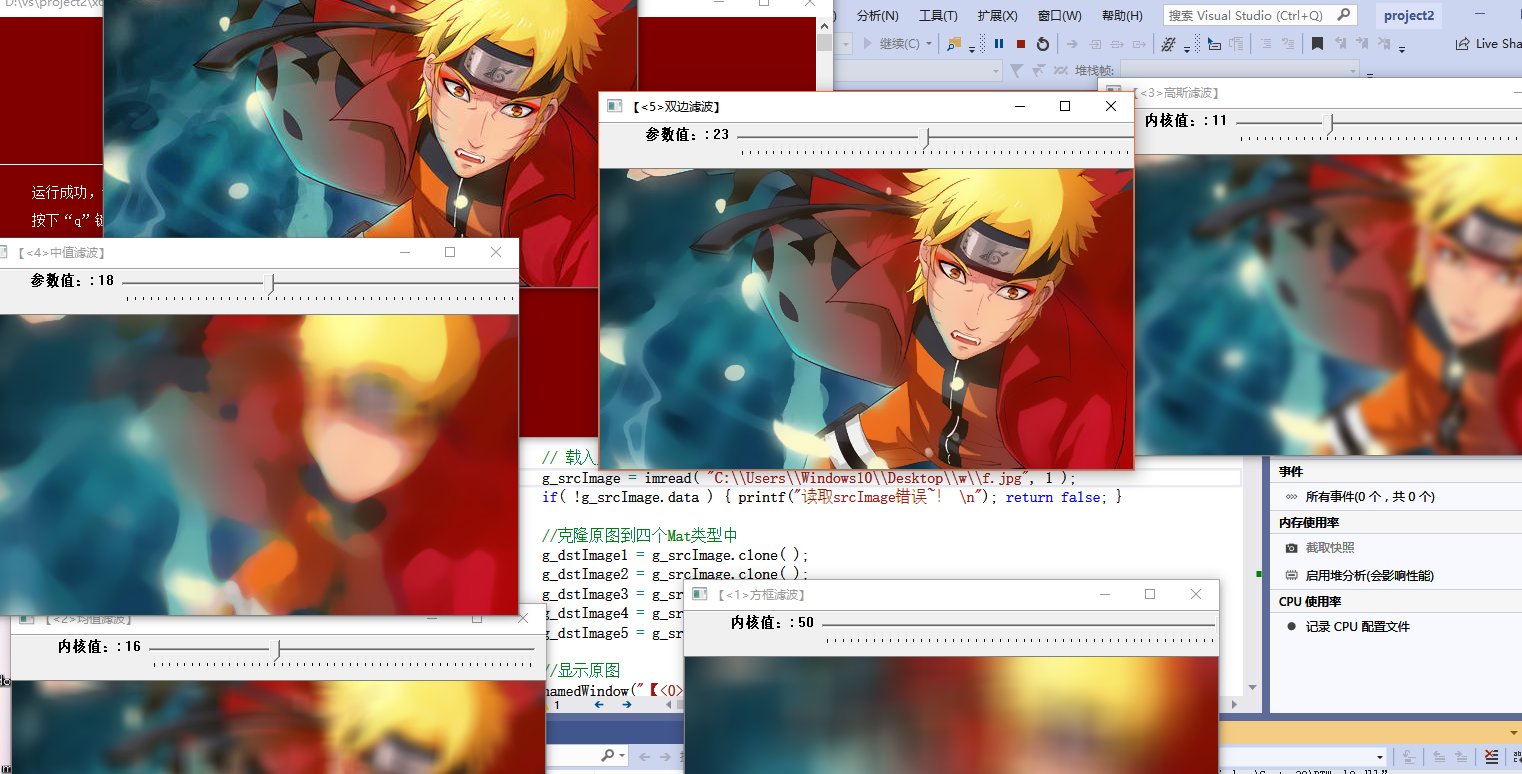 D:\vs\project2\x
分析(N) 工具(T) 扩展(X) 窗口(W) 帮助(H) 搜索 Visual Studio (Ctrl+Q) project2
继续(C) Live Sha
堆栈帧:
【<5>双边滤波】
参数值: :23
【<3>高斯滤波】
内核值: :11
运行成功,
按下“q”键
【<4>中值滤波】
参数值: :18
// 载入
g_srcImage = imread( "C:\\Users\\Windows10\\Desktop\\w\\f.jpg", 1 );
if( !g_srcImage.data ) { printf("读取srcImage错误~! \n"); return false; }
//克隆原图到四个Mat类型中
g_dstImage1 = g_srcImage.clone( );
g_dstImage2 = g_srcImage.clone( );
g_dstImage3 = g_sr
g_dstImage4 = g_sr
g_dstImage5 = g_sr
//显示原图
namedWindow("【<0>
1
【<2>均值滤波】
内核值: :16
【<1>方框滤波】
内核值: :50
事件
所有事件(0 个,共 0 个)
内存使用率
截取快照
启用堆分析(会影响性能)
CPU 使用率
记录 CPU 配置文件